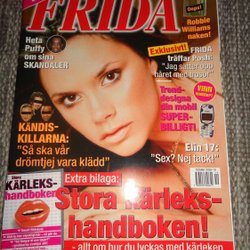 FRIDA
Oops!
Robbie
Williams
naken!
Heta
Puffy
om sina
SKANDALER
Exklusivt!
FRIDA
träffar Posh:
"Jag sätter upp
håret med trosor"
Trend-
designa
din mobil
SUPER-
BILLIGT!
VINN
KÄNDIS-
KILLARNA:
"Så ska vår
drömtjej vara klädd"
Elin 17:
"Sex? Nej tack!"
Extra bilaga:
Stora kärleks-
handboken!
- allt om hur du lyckas med kärleken
Stora
KÄRLEKS-
handboken